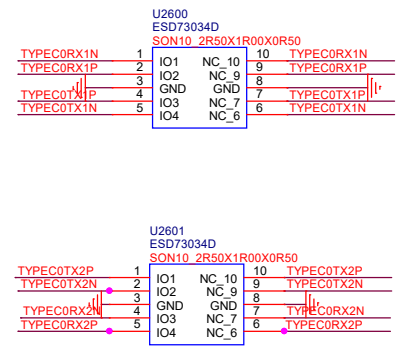 U2600
ESD73034D
SON10_2R50X1R00X0R50
TYPEC0RX1N 1 IO1 NC_10 10 TYPEC0RX1N
TYPEC0RX1P 2 IO2 NC_9 9 TYPEC0RX1P
3 GND GND 8
TYPEC0TX1P 4 IO3 NC_7 7 TYPEC0TX1P
TYPEC0TX1N 5 IO4 NC_6 6 TYPEC0TX1N
U2601
ESD73034D
SON10_2R50X1R00X0R50
TYPEC0TX2P 1 IO1 NC_10 10 TYPEC0TX2P
TYPEC0TX2N 2 IO2 NC_9 9 TYPEC0TX2N
3 GND GND 8
TYPEC0RX2N 4 IO3 NC_7 7 TYPEC0RX2N
TYPEC0RX2P 5 IO4 NC_6 6 TYPEC0RX2P